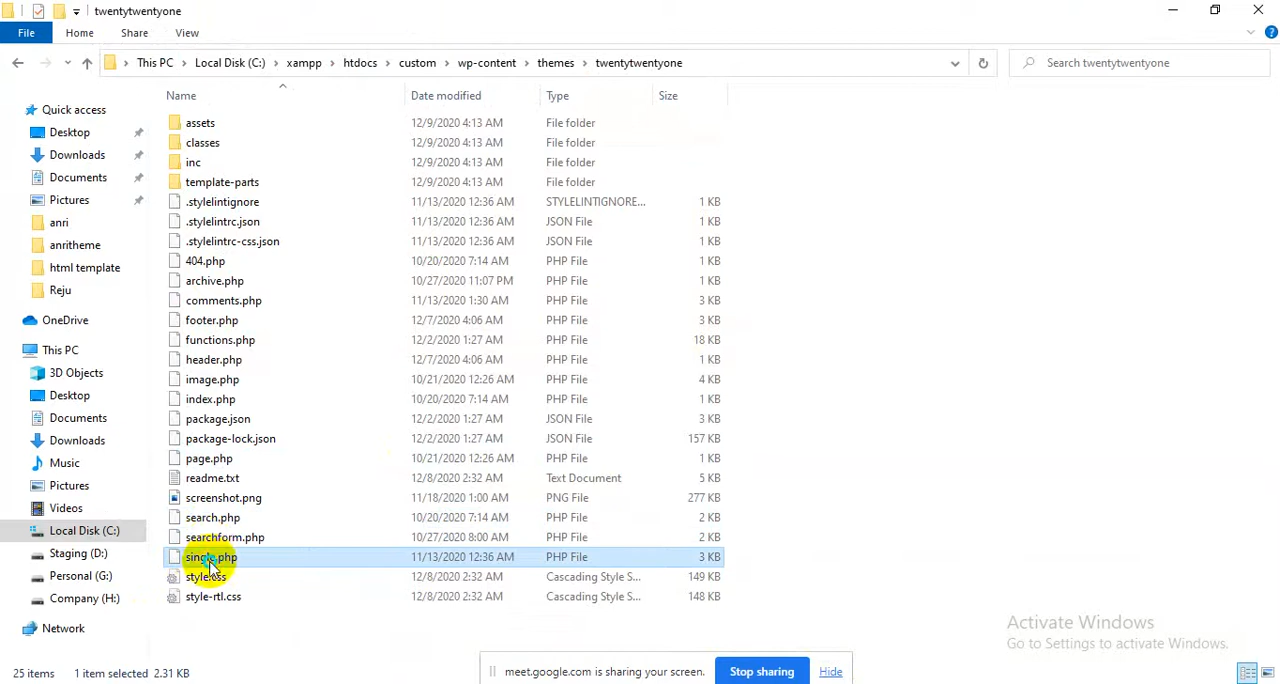 twentytwentyone
File Home Share View
This PC Local Disk (C:) xampp htdocs custom wp-content themes twentytwentyone Search twentytwentyone
Name Date modified Type Size
Quick access
Desktop
Downloads
Documents
Pictures
anri
anritheme
html template
Reju
OneDrive
This PC
3D Objects
Desktop
Documents
Downloads
Music
Pictures
Videos
Local Disk (C:)
Staging (D:)
Personal (G:)
Company (H:)
Network
assets 12/9/2020 4:13 AM File folder
classes 12/9/2020 4:13 AM File folder
inc 12/9/2020 4:13 AM File folder
template-parts 12/9/2020 4:13 AM File folder
.stylelintignore 11/13/2020 12:36 AM STYLELINTIGNORE... 1 KB
.stylelintrc.json 11/13/2020 12:36 AM JSON File 1 KB
.stylelintrc-css.json 11/13/2020 12:36 AM JSON File 1 KB
404.php 10/20/2020 7:14 AM PHP File 1 KB
archive.php 10/27/2020 11:07 PM PHP File 1 KB
comments.php 11/13/2020 1:30 AM PHP File 3 KB
footer.php 12/7/2020 4:06 AM PHP File 3 KB
functions.php 12/2/2020 1:27 AM PHP File 18 KB
header.php 12/7/2020 4:06 AM PHP File 1 KB
image.php 10/21/2020 12:26 AM PHP File 4 KB
index.php 10/20/2020 7:14 AM PHP File 2 KB
package.json 12/2/2020 1:27 AM JSON File 3 KB
package-lock.json 12/2/2020 1:27 AM JSON File 157 KB
page.php 10/21/2020 12:26 AM PHP File 1 KB
readme.txt 12/8/2020 2:32 AM Text Document 5 KB
screenshot.png 11/18/2020 1:00 AM PNG File 277 KB
search.php 10/20/2020 7:14 AM PHP File 2 KB
searchform.php 10/27/2020 8:00 AM PHP File 2 KB
single.php 11/13/2020 12:36 AM PHP File 3 KB
style.css 12/8/2020 2:32 AM Cascading Style S... 149 KB
style-rtl.css 12/8/2020 2:32 AM Cascading Style S... 148 KB
Activate Windows
Go to Settings to activate Windows.
25 items 1 item selected 2.31 KB
meet.google.com is sharing your screen. Stop sharing Hide